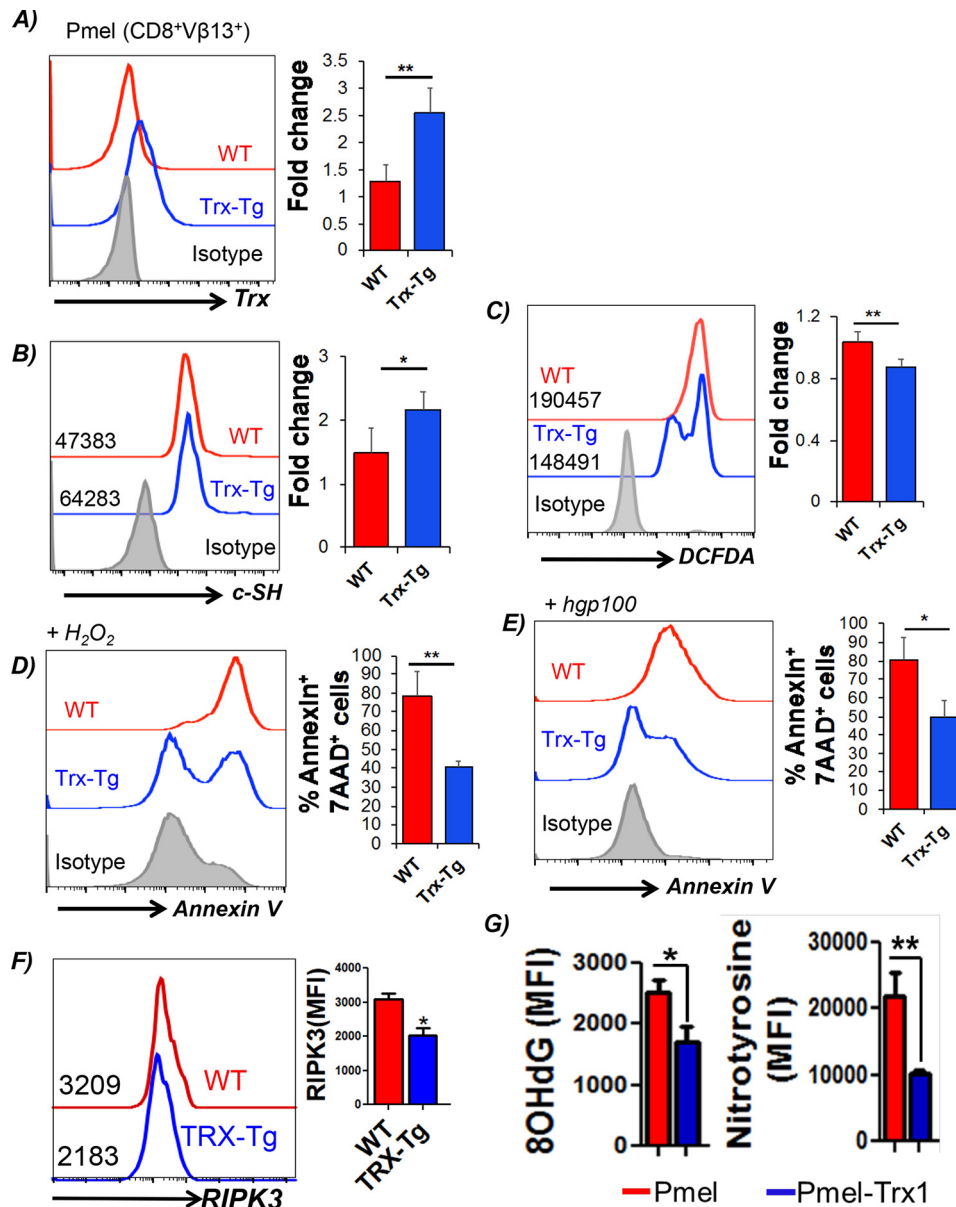 A)
Pmel (CD8⁺Vβ13⁺)
WT
Trx-Tg
Isotype
Trx
Fold change
3.5
3
2.5
2
1.5
1
0.5
0
**
WT
Trx-Tg
B)
47383
WT
64283
Trx-Tg
Isotype
c-SH
Fold change
3
2
1
0
*
WT
Trx-Tg
C)
WT
190457
Trx-Tg
148491
Isotype
DCFDA
Fold change
1.2
0.8
0.4
0
**
WT
Trx-Tg
D)
+ H₂O₂
WT
Trx-Tg
Isotype
Annexin V
% AnnexIn⁺
7AAD⁺ cells
100
90
80
70
60
50
40
30
20
10
0
**
WT
Trx-Tg
E)
+ hgp100
WT
Trx-Tg
Isotype
Annexin V
% AnnexIn⁺
7AAD⁺ cells
100
90
80
70
60
50
40
30
20
10
0
*
WT
Trx-Tg
F)
3209
WT
TRX-Tg
2183
RIPK3
RIPK3(MFI)
4000
3000
2000
1000
0
*
WT
TRX-Tg
G)
8OHdG (MFI)
3000
2000
1000
0
*
Nitrotyrosine
(MFI)
30000
20000
10000
0
**
Pmel
Pmel-Trx1